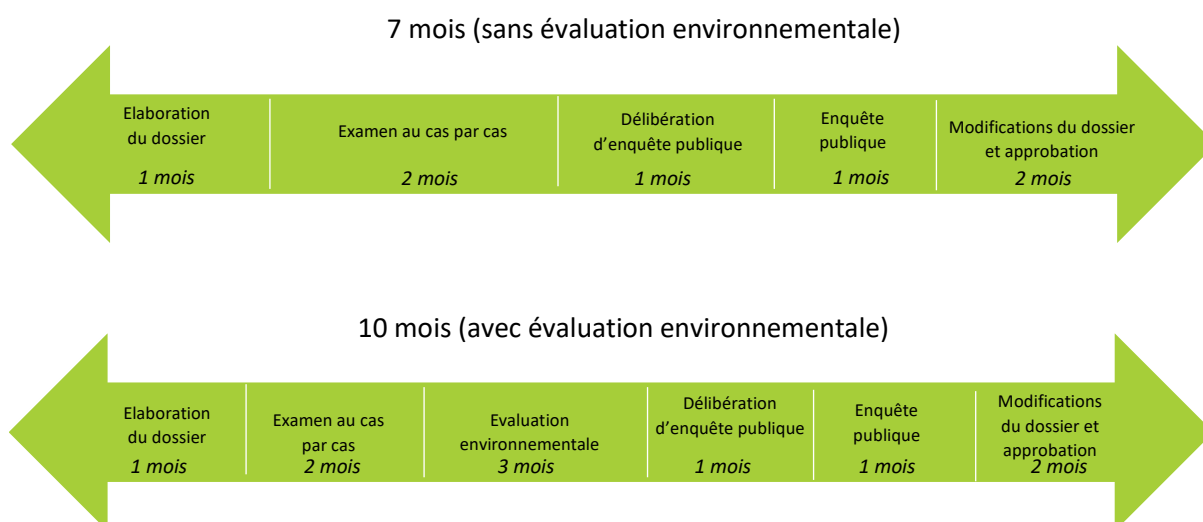 7 mois (sans évaluation environnementale)
Elaboration
du dossier
1 mois
Examen au cas par cas
2 mois
Délibération
d’enquête publique
1 mois
Enquête
publique
1 mois
Modifications du dossier
et approbation
2 mois
10 mois (avec évaluation environnementale)
Elaboration
du dossier
1 mois
Examen au cas
par cas
2 mois
Evaluation
environnementale
3 mois
Délibération
d’enquête publique
1 mois
Enquête
publique
1 mois
Modifications
du dossier et
approbation
2 mois